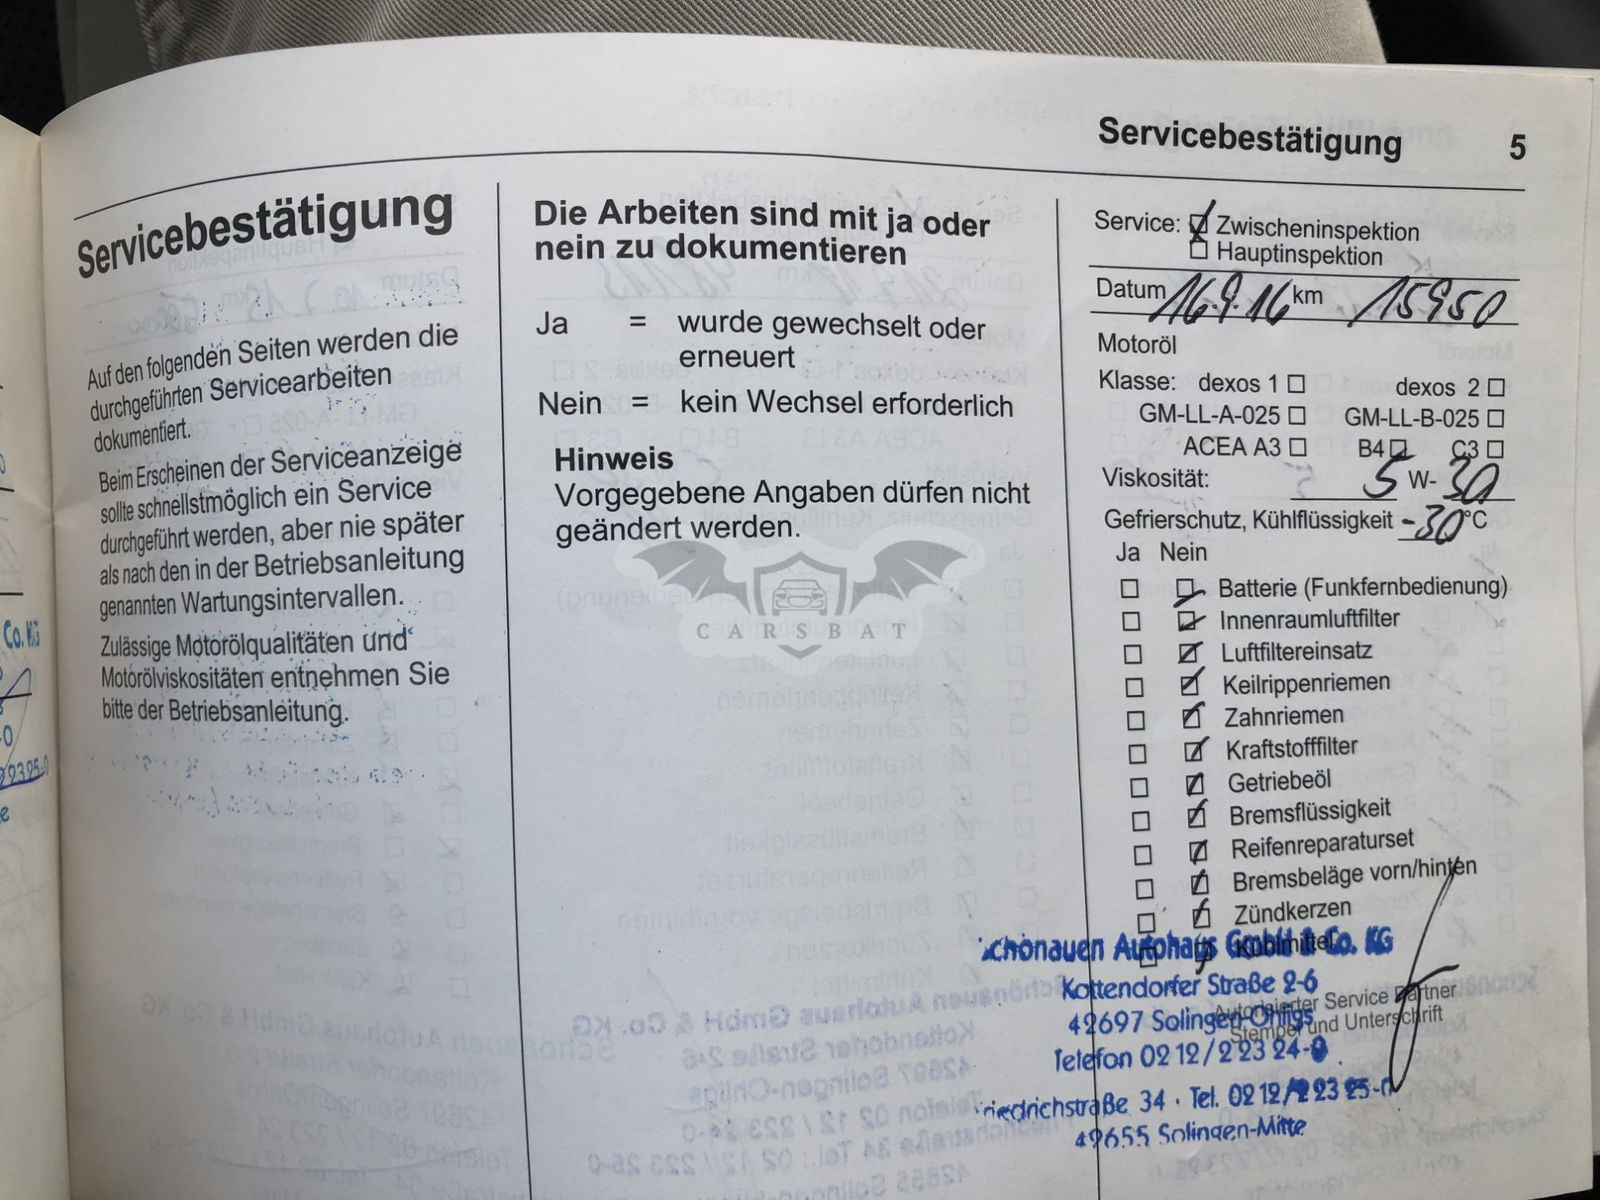 Servicebestätigung 5
Servicebestätigung
Auf den folgenden Seiten werden die
durchgeführten Servicearbeiten
dokumentiert.
Beim Erscheinen der Serviceanzeige
sollte schnellstmöglich ein Service
durchgeführt werden, aber nie später
als nach den in der Betriebsanleitung
genannten Wartungsintervallen.
Zulässige Motorölqualitäten und
Motorölviskositäten entnehmen Sie
bitte der Betriebsanleitung.
Die Arbeiten sind mit ja oder
nein zu dokumentieren
Ja = wurde gewechselt oder
erneuert
Nein = kein Wechsel erforderlich
Hinweis
Vorgegebene Angaben dürfen nicht
geändert werden.
CARSBAT
Service: Zwischeninspektion
Hauptinspektion
Datum 16.9.16 km 15950
Motoröl
Klasse: dexos 1 dexos 2
GM-LL-A-025 GM-LL-B-025
ACEA A3 B4 C3
Viskosität: 5 W-30
Gefrierschutz, Kühlflüssigkeit -30°C
Ja Nein
Batterie (Funkfernbedienung)
Innenraumluftfilter
Luftfiltereinsatz
Keilrippenriemen
Zahnriemen
Kraftstofffilter
Getriebeöl
Bremsflüssigkeit
Reifenreparaturset
Bremsbeläge vorn/hinten
Zündkerzen
Kühlmittel
Schönauen Autohaus GmbH & Co. KG
Kottendorfer Straße 2-6
42697 Solingen-Ohligs
Telefon 02 12 / 2 23 24-0
Autorisierter Service Partner
Stempel und Unterschrift
Friedrichstraße 34 · Tel. 02 12 / 2 23 25-0
42655 Solingen-Mitte
Co. KG